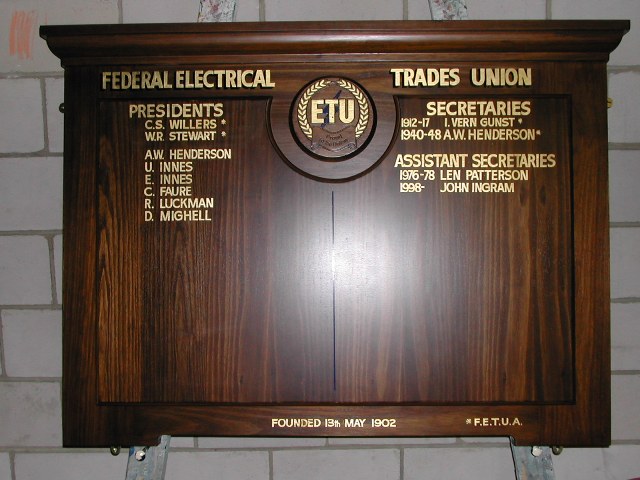 FEDERAL ELECTRICAL TRADES UNION
ETU
PRESIDENTS
C.S. WILLERS *
W.R. STEWART *
A.W. HENDERSON
U. INNES
E. INNES
C. FAURE
R. LUCKMAN
D. MIGHELL
SECRETARIES
1912-17 I. VERN GUNST *
1940-48 A.W. HENDERSON *
ASSISTANT SECRETARIES
1976-78 LEN PATTERSON
1998- JOHN INGRAM
FOUNDED 13th MAY 1902
* F.E.T.U.A.